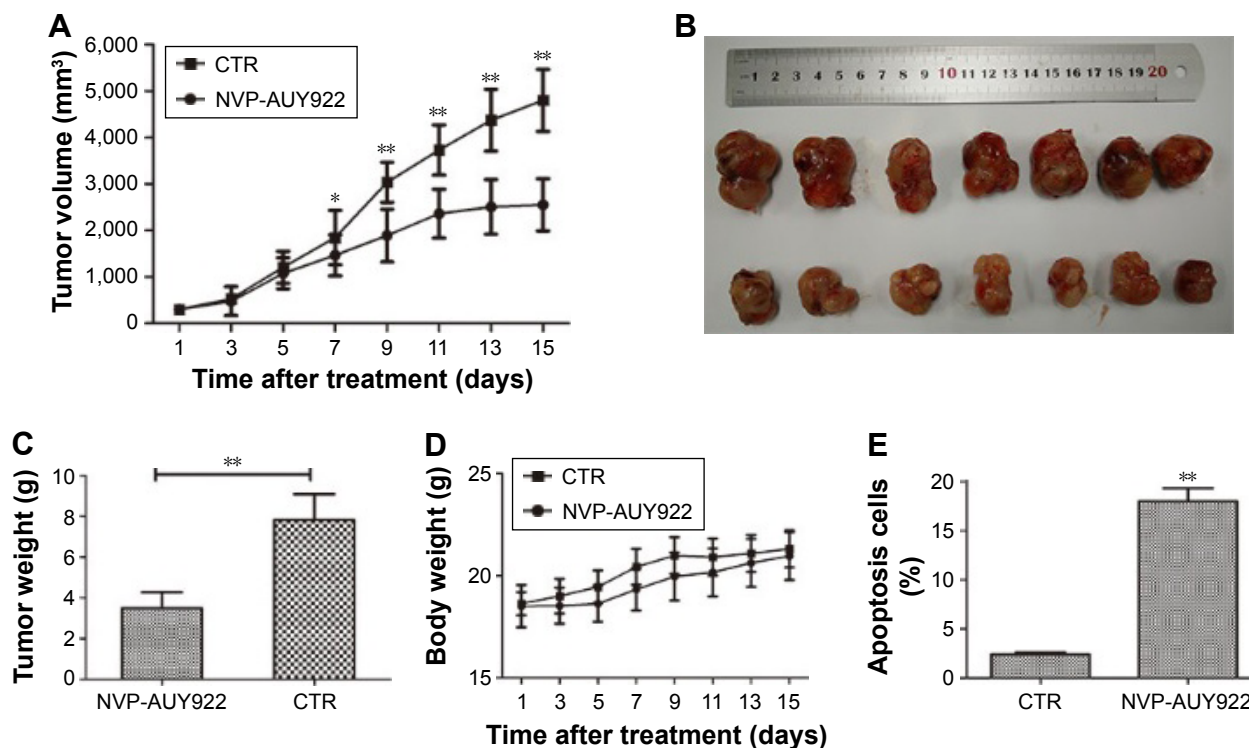 A
Tumor volume (mm³)
6,000
5,000
4,000
3,000
2,000
1,000
0
CTR
NVP-AUY922
*
**
**
**
**
1 3 5 7 9 11 13 15
Time after treatment (days)
B
1 2 3 4 5 6 7 8 9 10 11 12 13 14 15 16 17 18 19 20
C
Tumor weight (g)
10
8
6
4
2
0
**
NVP-AUY922 CTR
D
Body weight (g)
25
20
15
CTR
NVP-AUY922
1 3 5 7 9 11 13 15
Time after treatment (days)
E
Apoptosis cells
(%)
20
15
10
5
0
**
CTR NVP-AUY922